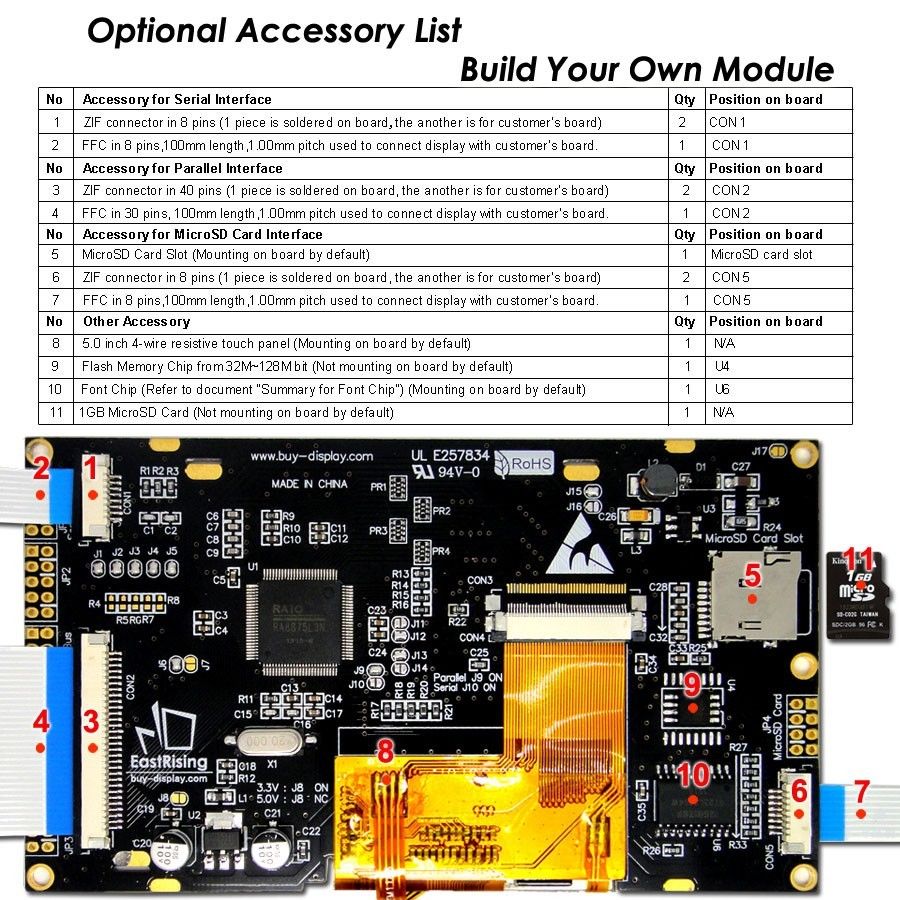 Optional Accessory List
Build Your Own Module
No Accessory for Serial Interface Qty Position on board
1 ZIF connector in 8 pins (1 piece is soldered on board, the another is for customer's board) 2 CON 1
2 FFC in 8 pins,100mm length,1.00mm pitch used to connect display with customer's board. 1 CON 1
No Accessory for Parallel Interface Qty Position on board
3 ZIF connector in 40 pins (1 piece is soldered on board, the another is for customer's board) 2 CON 2
4 FFC in 30 pins, 100mm length,1.00mm pitch used to connect display with customer's board. 1 CON 2
No Accessory for MicroSD Card Interface Qty Position on board
5 MicroSD Card Slot (Mounting on board by default) 1 MicroSD card slot
6 ZIF connector in 8 pins (1 piece is soldered on board, the another is for customer's board) 2 CON 5
7 FFC in 8 pins,100mm length,1.00mm pitch used to connect display with customer's board. 1 CON 5
No Other Accessory Qty Position on board
8 5.0 inch 4-wire resistive touch panel (Mounting on board by default) 1 N/A
9 Flash Memory Chip from 32M~128M bit (Not mounting on board by default) 1 U4
10 Font Chip (Refer to document "Summary for Font Chip") (Mounting on board by default) 1 U6
11 1GB MicroSD Card (Not mounting on board by default) 1 N/A
www.buy-display.com UL E257834 J17
94V-0 RoHS
MADE IN CHINA
2 1 R1 R2 R3 CON1
C1 C2
PR1
PR2
PR3
PR4
J15
J16
C26
L2 D1 C27
U3 R24
L3
MicroSD Card Slot
C6 R9
C7 R10 C11
C8 R11 C12
C9
J1 J2 J3 J4 J5
JP2
C5 U1
R13
R14
R15
R16
CON3
C28
C32
5
11
1GB
micro
SD-C02G TAIWAN
R4 R8
R5 R6 R7
C3
C4
RAIO
RA8875L3N
C23
J11
J12
C24
J13
J14
R22
CON4
C25
C33 R25
C34
J6 J7
CON2
J9
J10
R18
R19
R20
R17 R21
Parallel J9 ON
Serial J10 ON
R11 C13 C14
C15 C16 C17
9
U4
4 3
EastRising
buy-display.com
20.000
X1
8
10
JP4
MicroSD Card
R27
R33
C35
R26
U6
6 7
CON5
G18
R12
L1
3.3V : J8 ON
5.0V : J8 NC
J8
C19
U2
C21
C22
C20
JP3